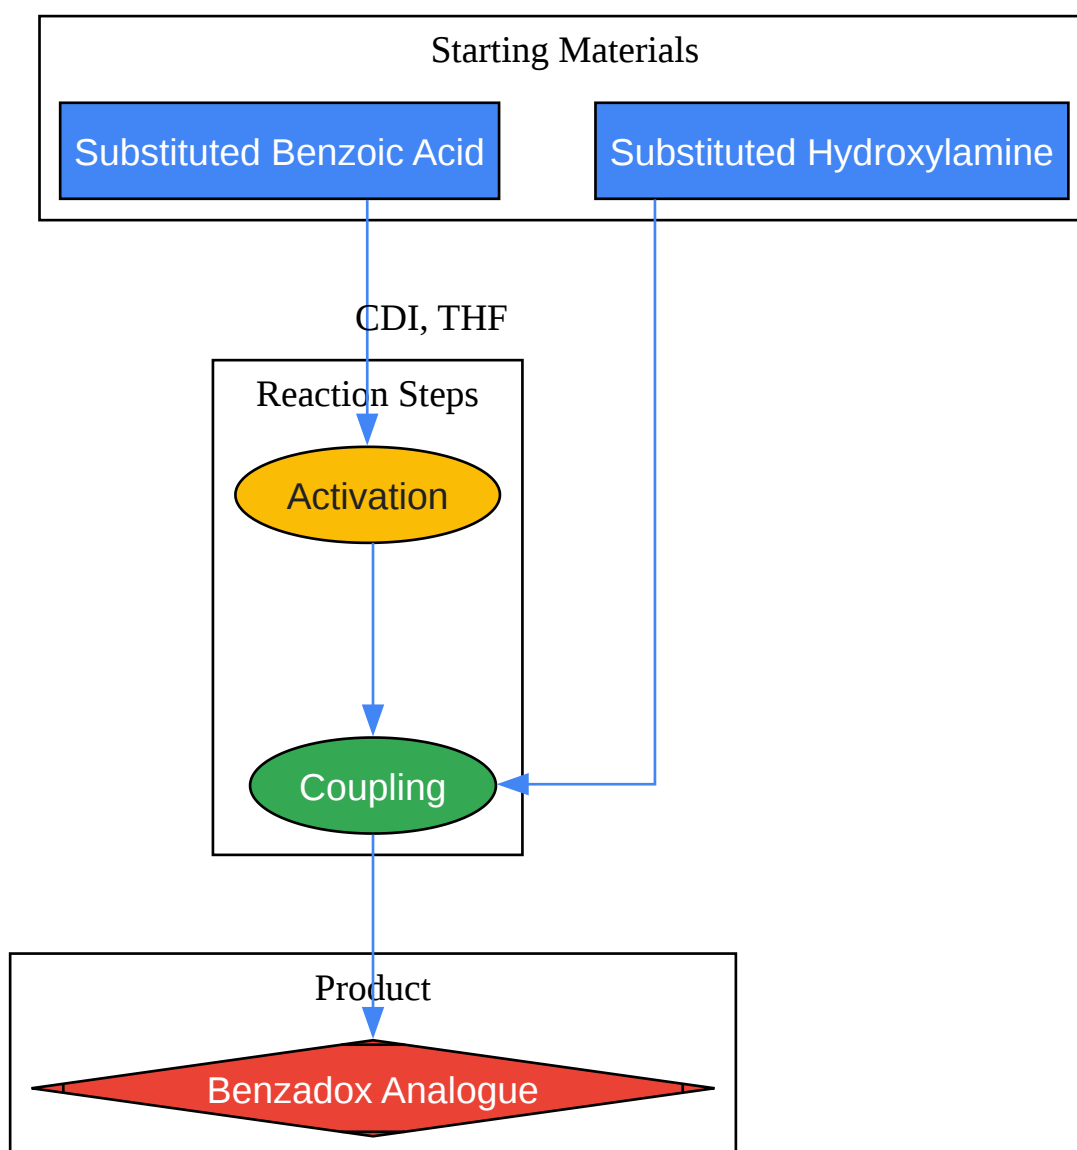 Starting Materials
Substituted Benzoic Acid
Substituted Hydroxylamine
CDI, THF
Reaction Steps
Activation
Coupling
Product
Benzadox Analogue